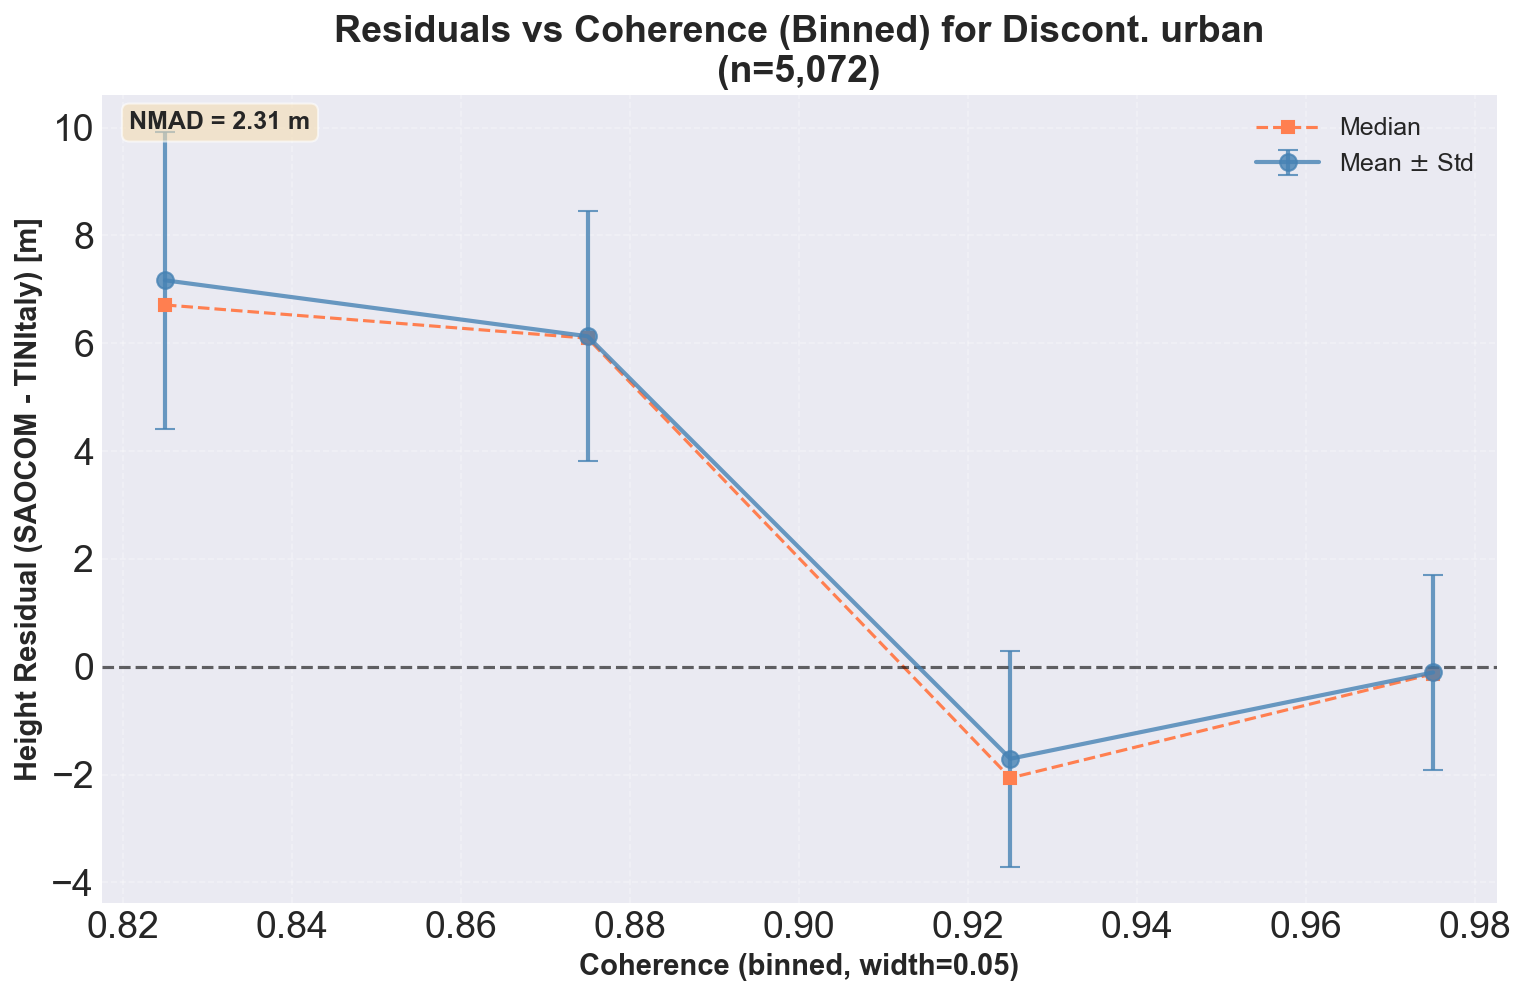 Residuals vs Coherence (Binned) for Discont. urban
(n=5,072)
NMAD = 2.31 m
Median
Mean ± Std
Height Residual (SAOCOM - TINItaly) [m]
10
8
6
4
2
0
−2
−4
0.82 0.84 0.86 0.88 0.90 0.92 0.94 0.96 0.98
Coherence (binned, width=0.05)